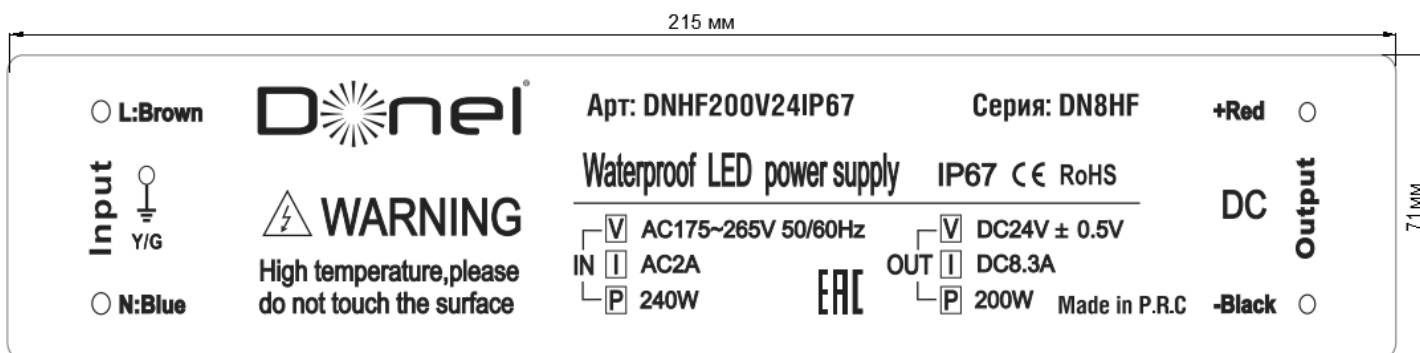 215 мм
71мм
L:Brown
Input
Y/G
N:Blue
Donel®
WARNING
High temperature,please
do not touch the surface
Арт: DNHF200V24IP67
Серия: DN8HF
Waterproof LED power supply IP67 CE RoHS
IN
V AC175~265V 50/60Hz
I AC2A
P 240W
EAC
OUT
V DC24V ± 0.5V
I DC8.3A
P 200W
Made in P.R.C
+Red
DC
Output
-Black